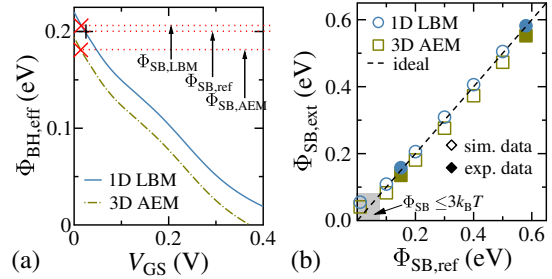 Φ_BH,eff (eV)
0.2
0.1
0
Φ_SB,LBM
Φ_SB,ref
Φ_SB,AEM
1D LBM
3D AEM
0.0
0.2
0.4
V_GS (V)
(a)
Φ_SB,ext (eV)
0.6
0.4
0.2
0.0
1D LBM
3D AEM
ideal
sim. data
exp. data
Φ_SB ≤3k_BT
0.0
0.2
0.4
0.6
Φ_SB,ref (eV)
(b)